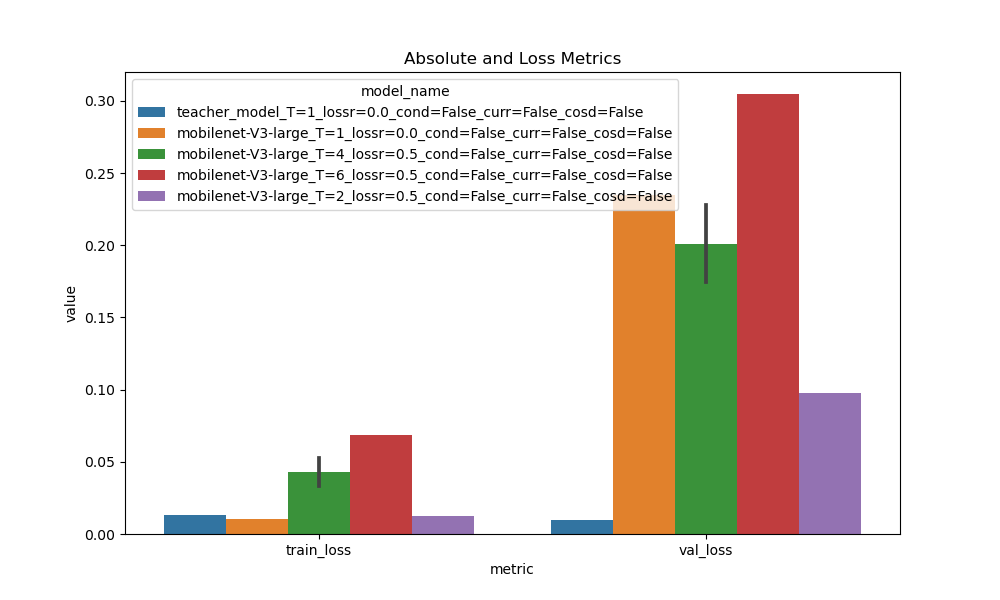 Absolute and Loss Metrics
model_name
teacher_model_T=1_lossr=0.0_cond=False_curr=False_cosd=False
mobilenet-V3-large_T=1_lossr=0.0_cond=False_curr=False_cosd=False
mobilenet-V3-large_T=4_lossr=0.5_cond=False_curr=False_cosd=False
mobilenet-V3-large_T=6_lossr=0.5_cond=False_curr=False_cosd=False
mobilenet-V3-large_T=2_lossr=0.5_cond=False_curr=False_cosd=False
value
0.30
0.25
0.20
0.15
0.10
0.05
0.00
train_loss
val_loss
metric